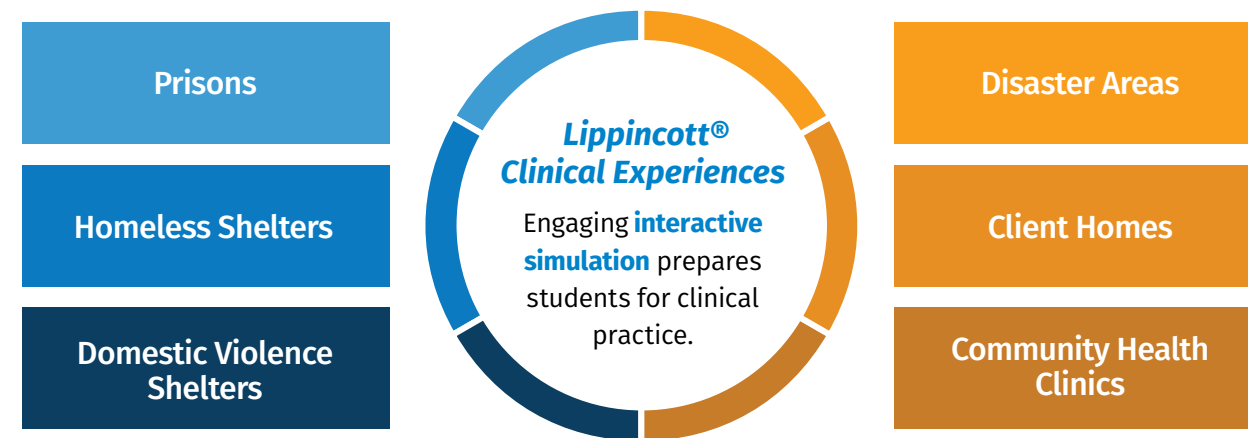 Prisons
Homeless Shelters
Domestic Violence
Shelters
Lippincott®
Clinical Experiences
Engaging interactive
simulation prepares
students for clinical
practice.
Disaster Areas
Client Homes
Community Health
Clinics